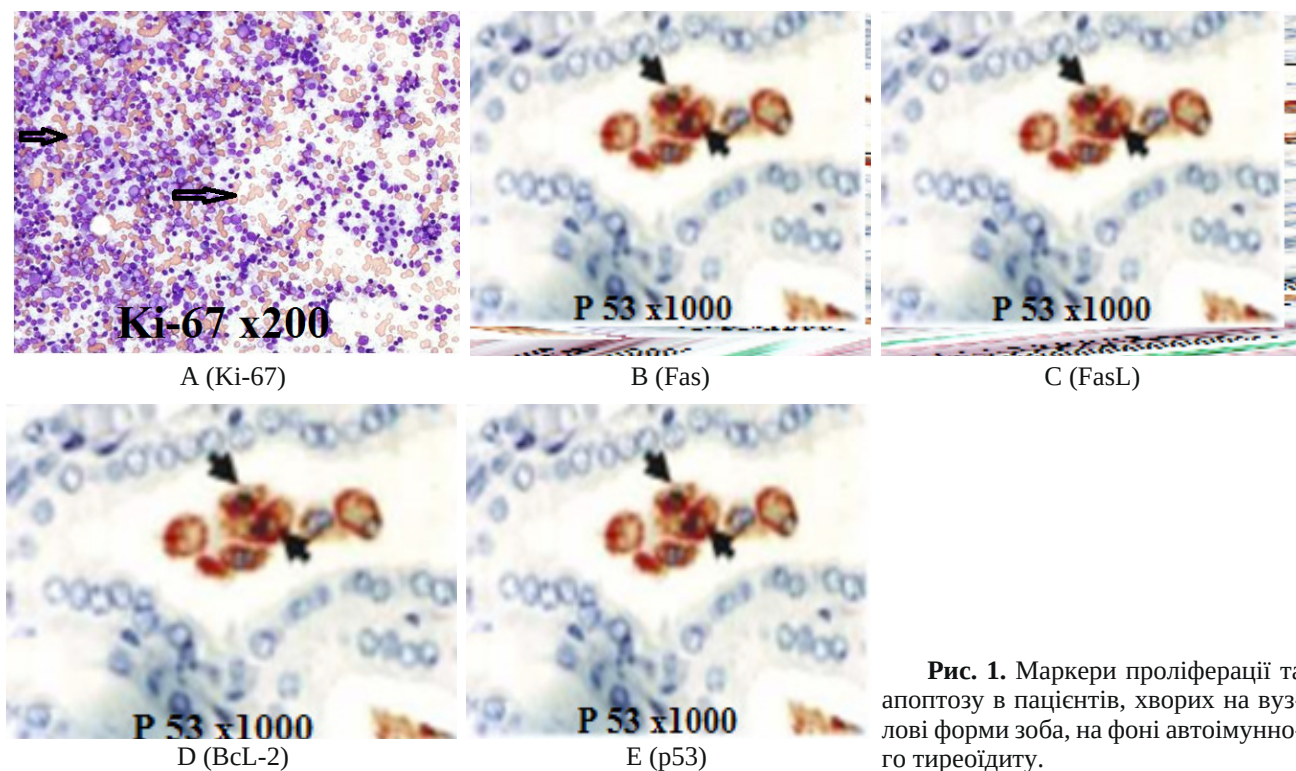 Ki-67 x200
P 53 x1000
P 53 x1000
A (Ki-67)
B (Fas)
C (FasL)
P 53 x1000
P 53 x1000
D (BcL-2)
E (p53)
Рис. 1. Маркери проліферації та
апоптозу в пацієнтів, хворих на вуз-
лові форми зоба, на фоні автоімунно-
го тиреоїдиту.